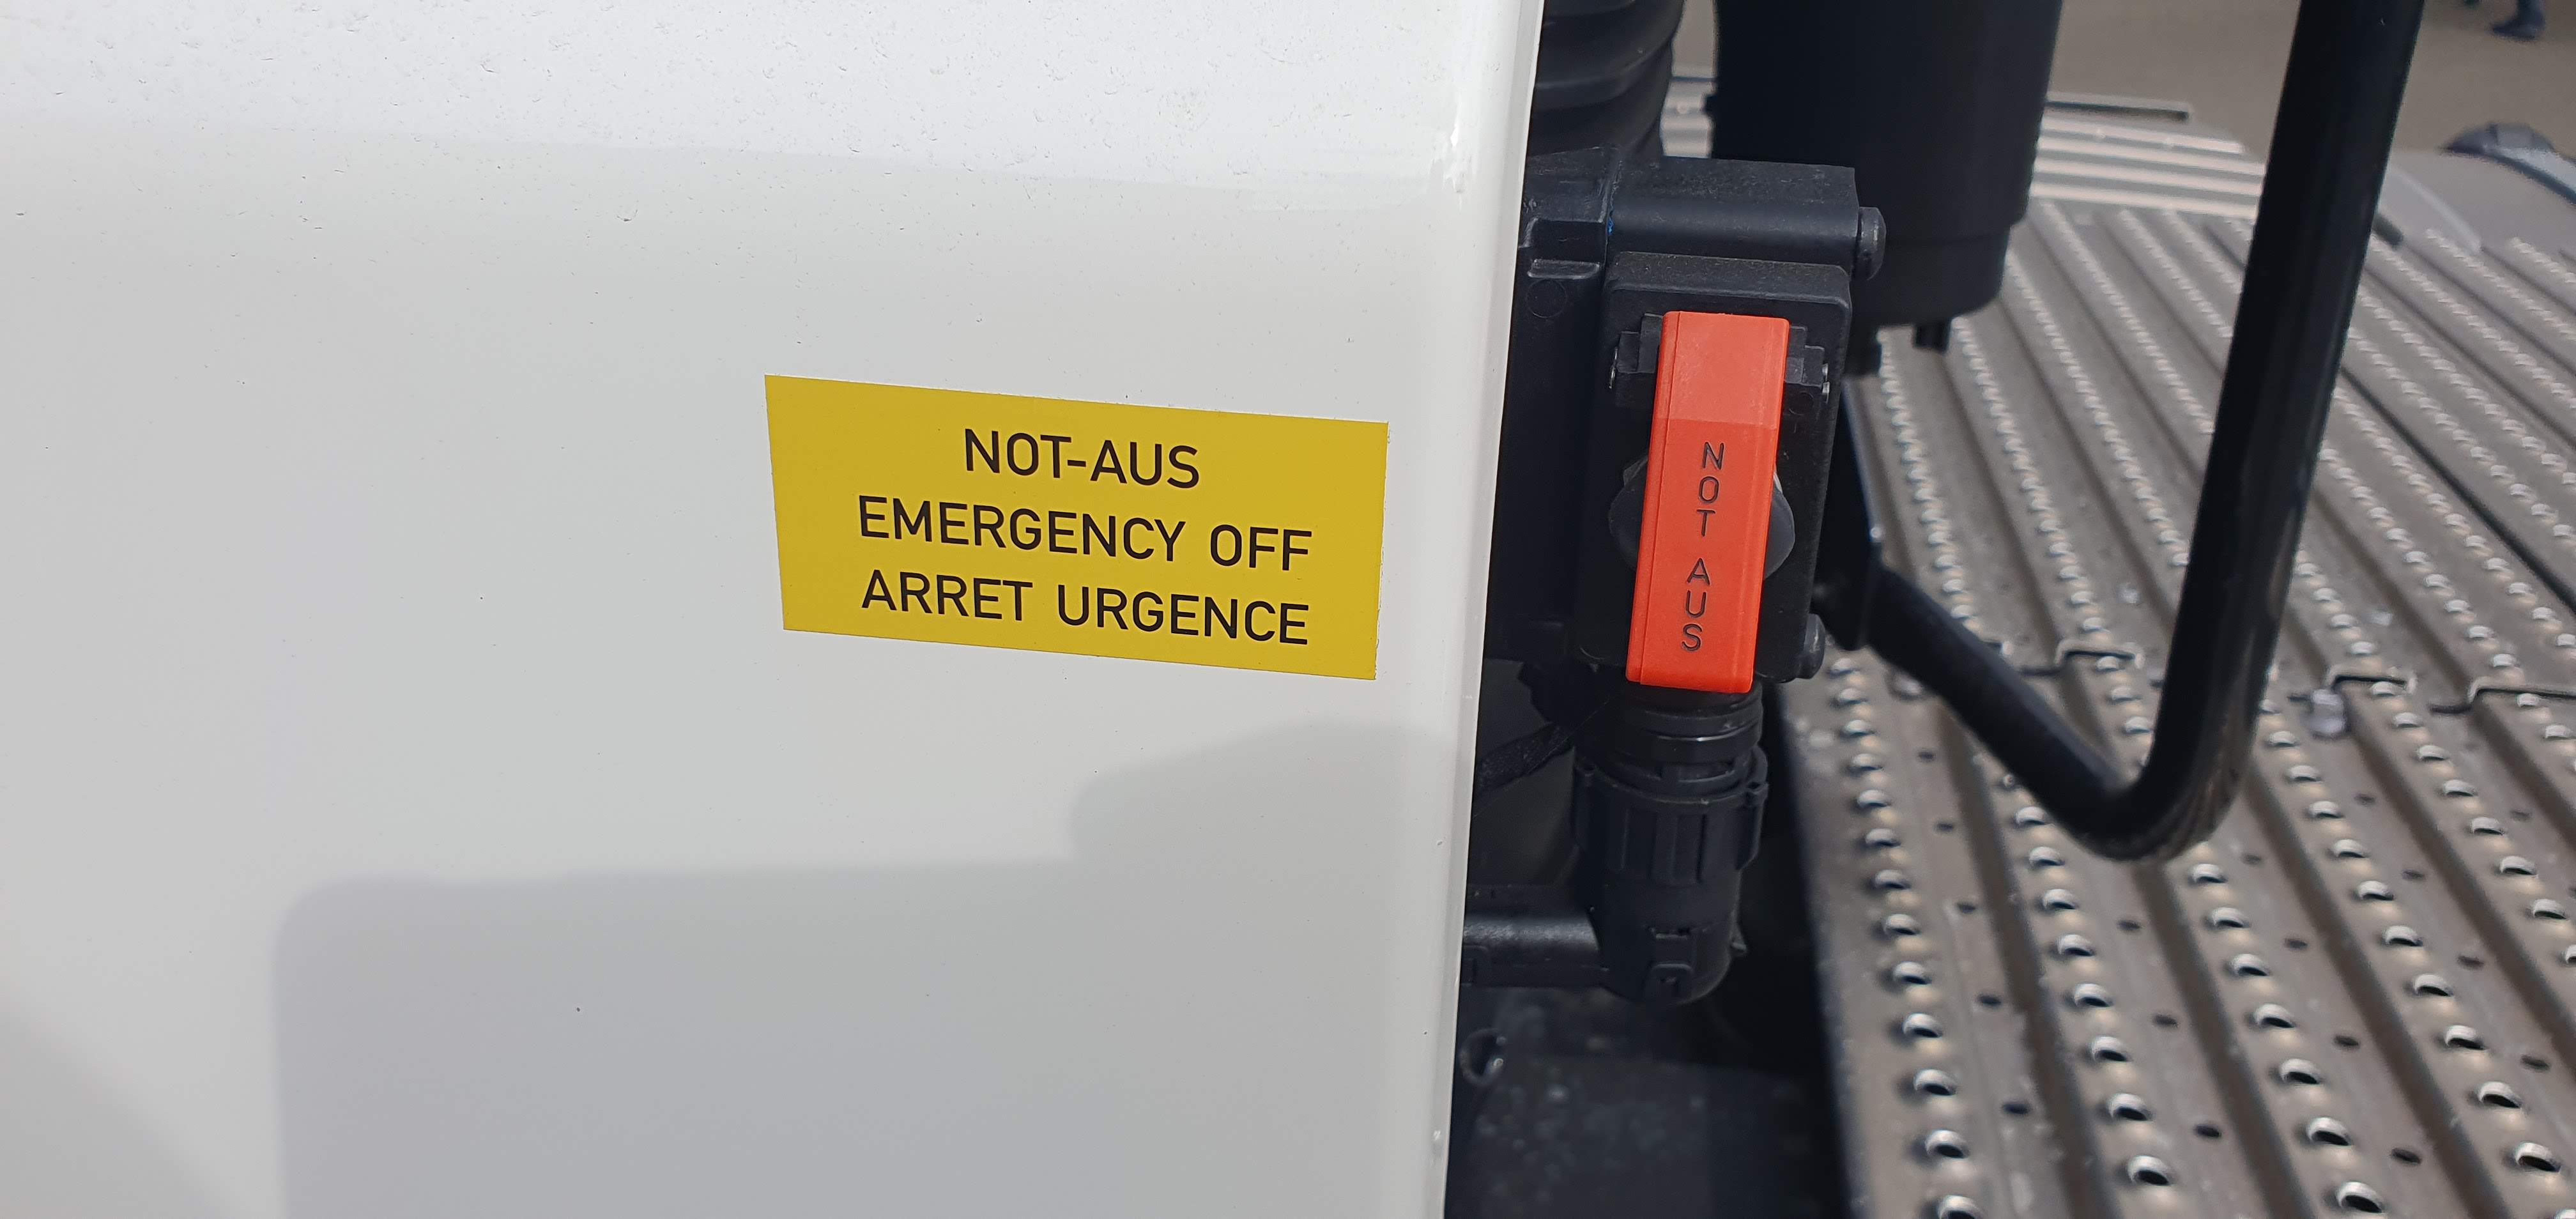 NOT-AUS
EMERGENCY OFF
ARRET URGENCE
NOT AUS